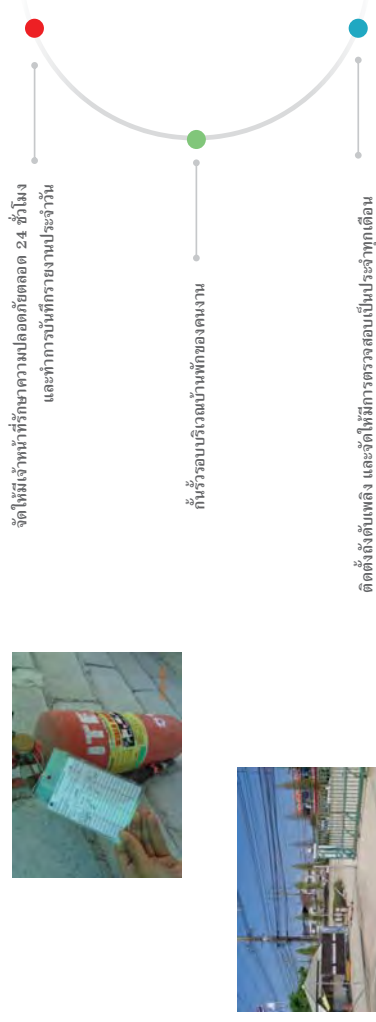 จัดให้มีเจ้าหน้าที่รักษาความปลอดภัยตลอด 24 ชั่วโมง
และทำการบันทึกรายงานประจำวัน
กั้นรั้วรอบบริเวณบ้านพักของคนงาน
ติดตั้งถังดับเพลิง และจัดให้มีการตรวจสอบเป็นประจำทุกเดือน